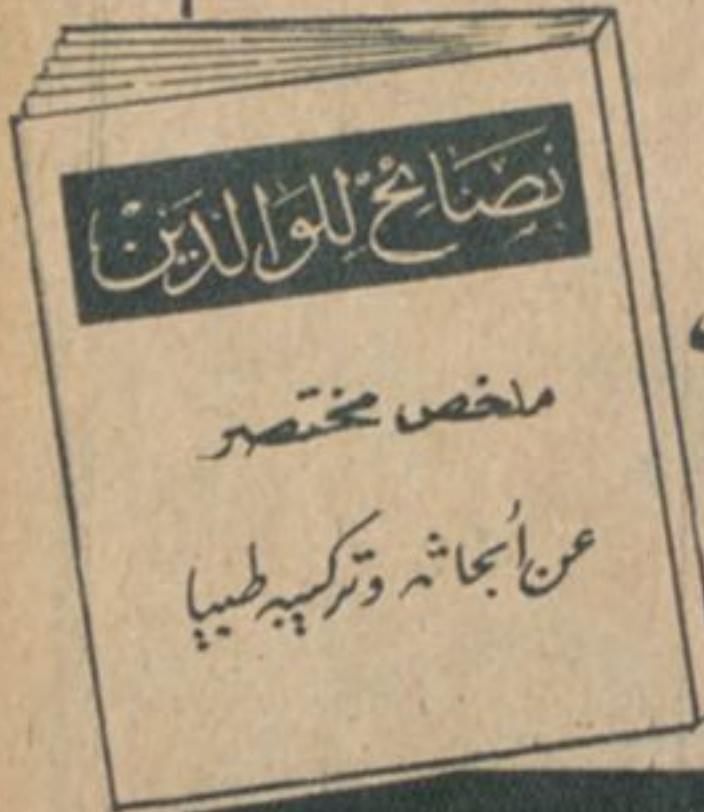 نصائح للوالدين
ملخص مختصر
عن أبحاثه وتركيبه طبيا